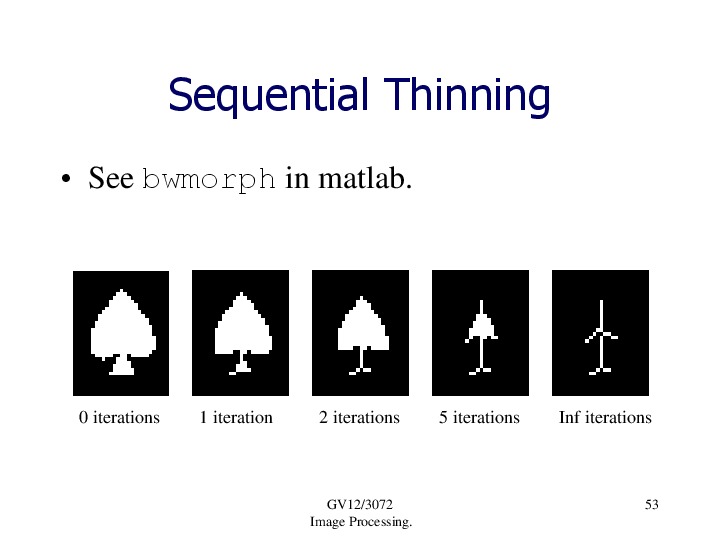 Sequential Thinning
• See bwmorph in matlab.
0 iterations 1 iteration 2 iterations 5 iterations Inf iterations
GV12/3072 53
Image Processing.